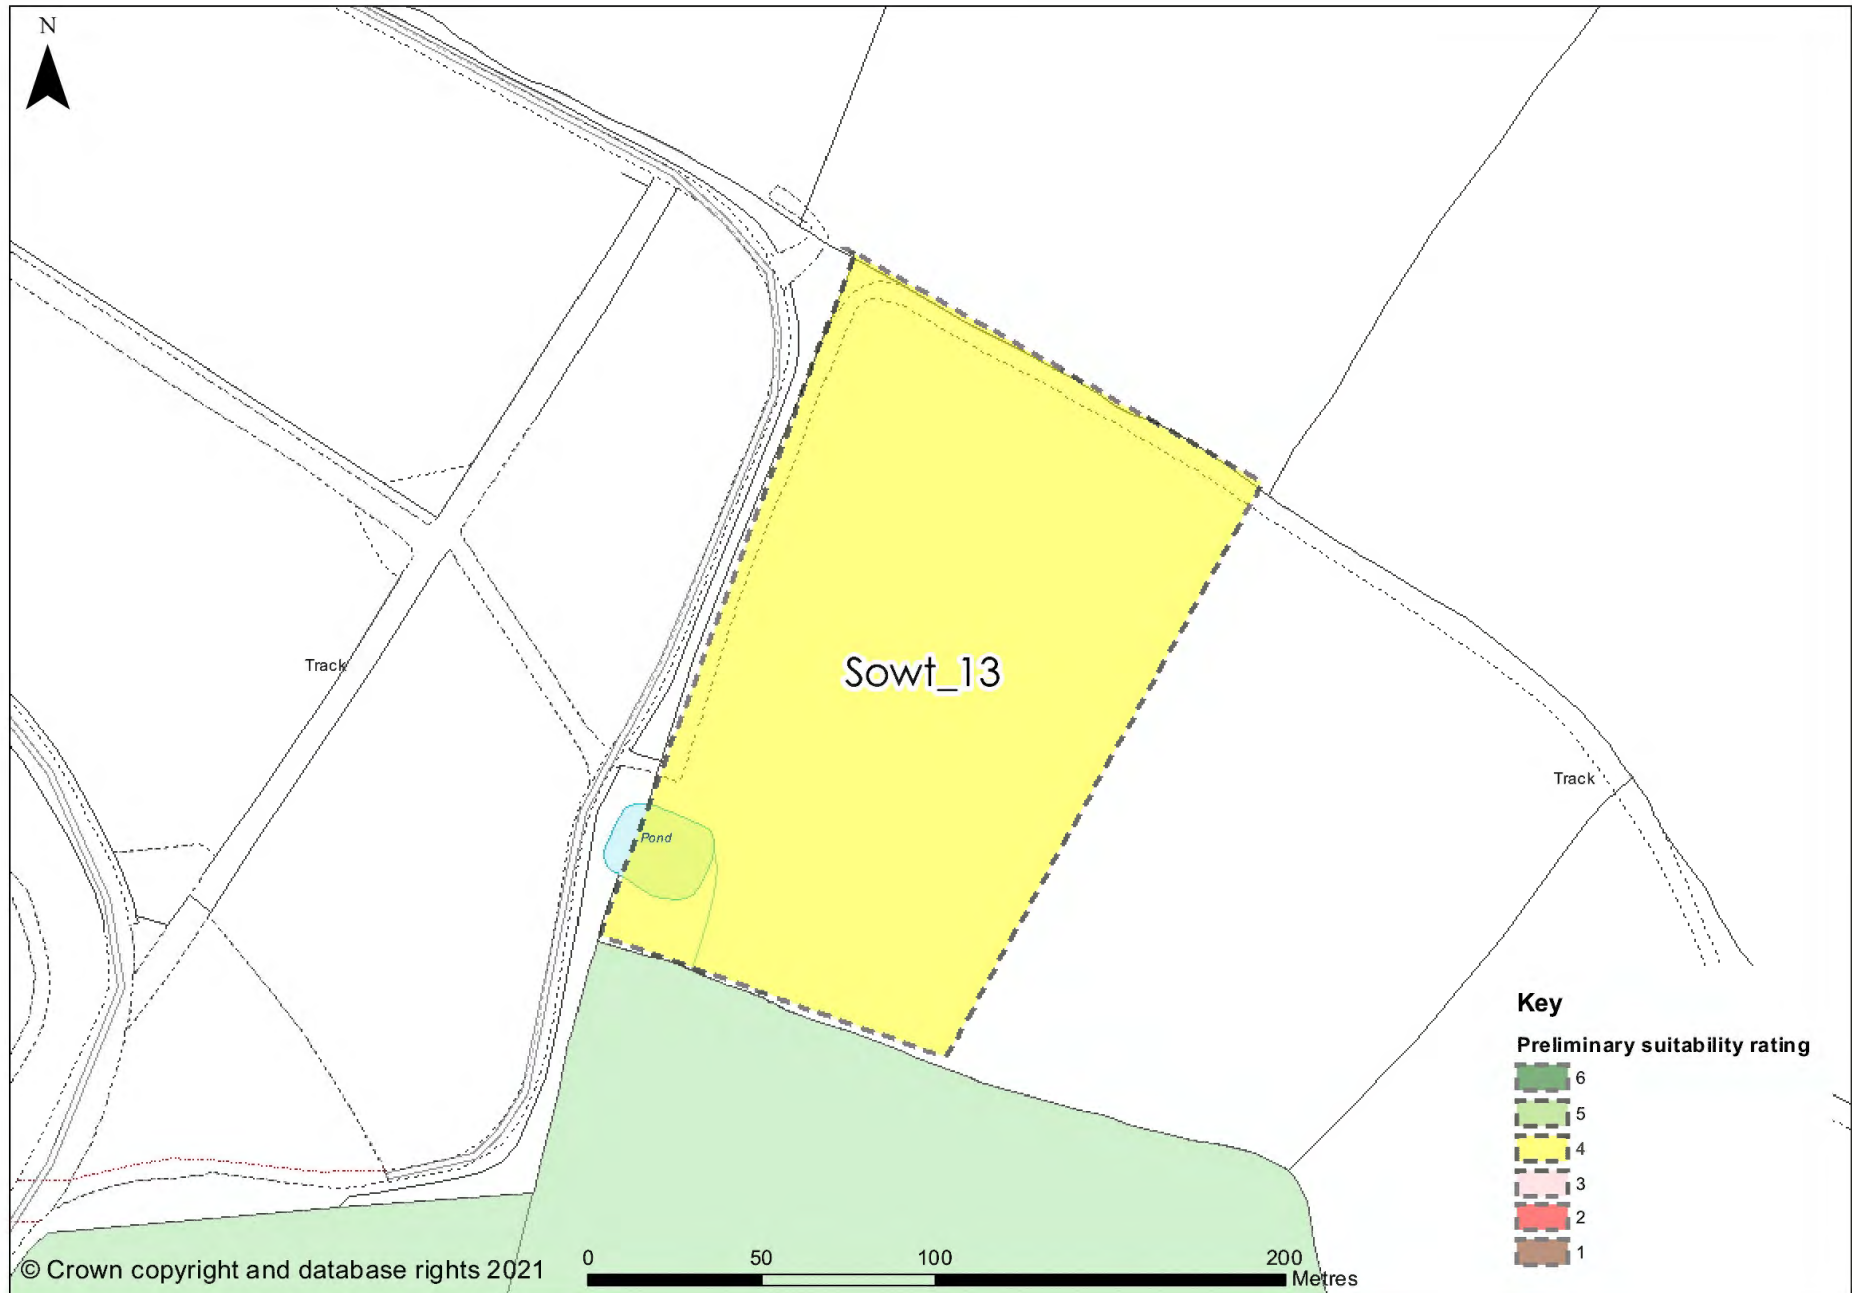 N
Track
Sowt_13
Track
Pond
Key
Preliminary suitability rating
6
5
4
3
2
1
© Crown copyright and database rights 2021
0 50 100 200
Metres